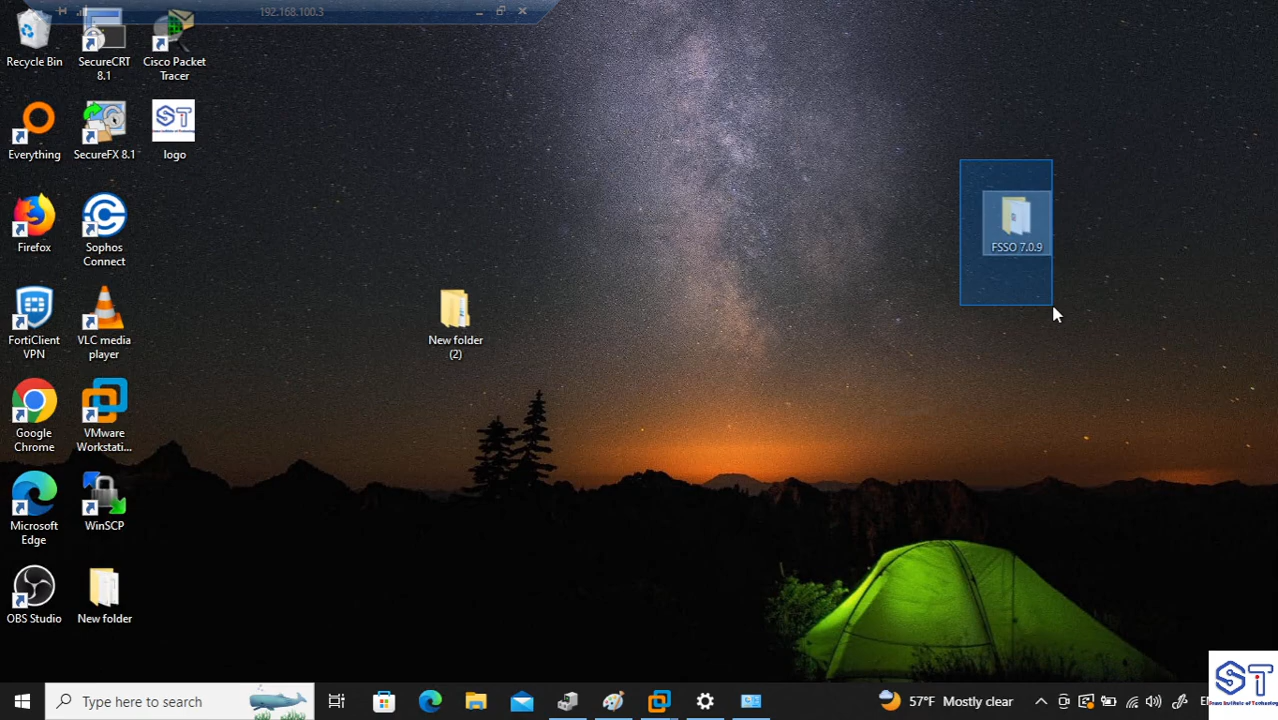 192.168.100.3
Recycle Bin
SecureCRT
8.1
Cisco Packet
Tracer
Everything
SecureFX 8.1
ST
logo
Firefox
Sophos
Connect
FSSO 7.0.9
FortiClient
VPN
VLC media
player
New folder
(2)
Google
Chrome
VMware
Workstati...
Microsoft
Edge
WinSCP
OBS Studio
New folder
Type here to search
57°F Mostly clear
ST